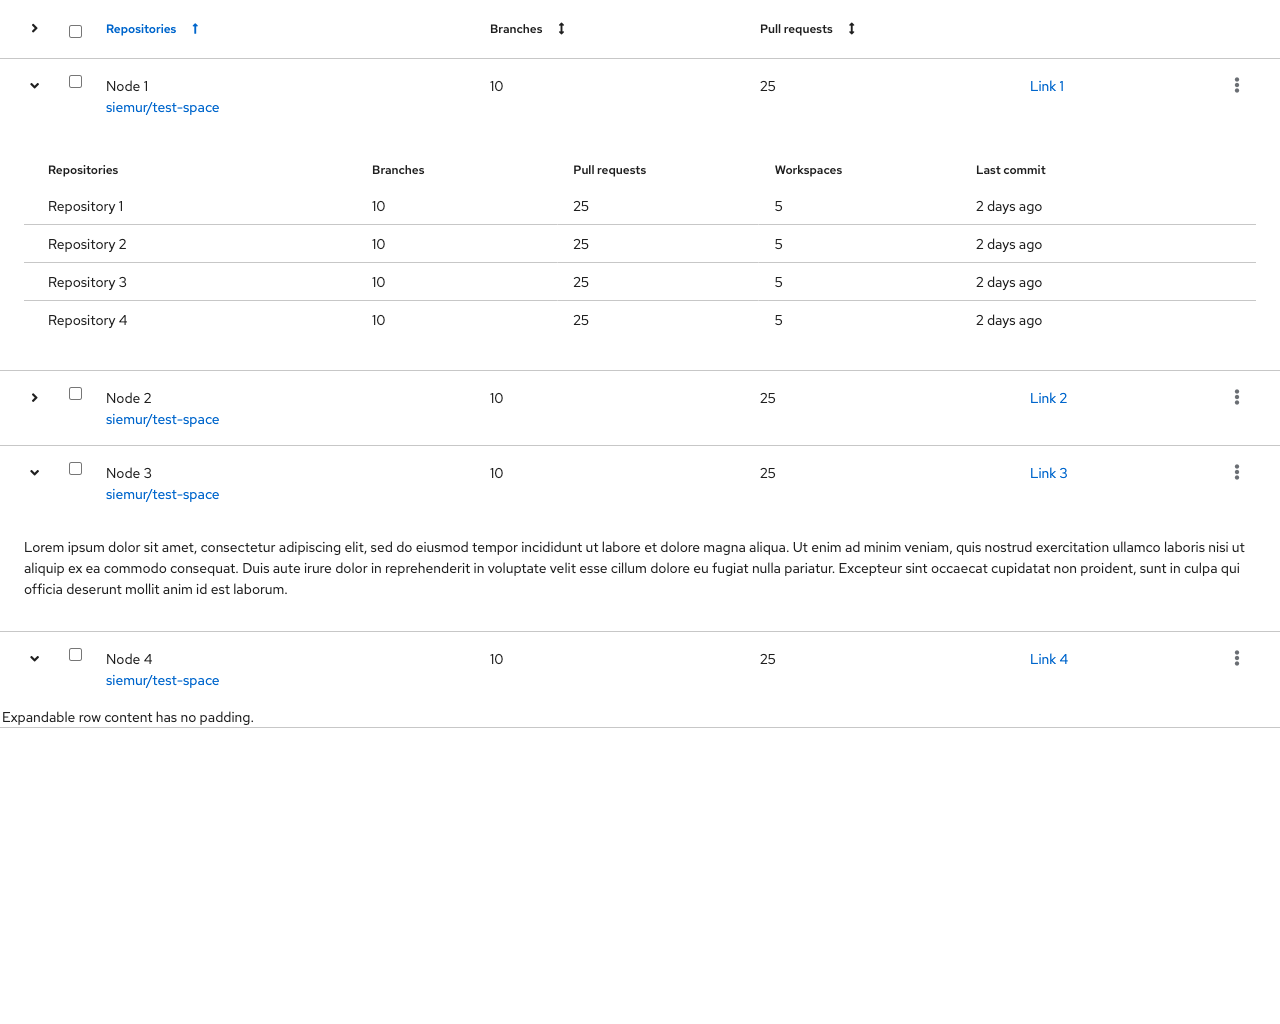 Repositories Branches Pull requests
Node 1 10 25 Link 1
siemur/test-space
Repositories Branches Pull requests Workspaces Last commit
Repository 1 10 25 5 2 days ago
Repository 2 10 25 5 2 days ago
Repository 3 10 25 5 2 days ago
Repository 4 10 25 5 2 days ago
Node 2 10 25 Link 2
siemur/test-space
Node 3 10 25 Link 3
siemur/test-space
Lorem ipsum dolor sit amet, consectetur adipiscing elit, sed do eiusmod tempor incididunt ut labore et dolore magna aliqua. Ut enim ad minim veniam, quis nostrud exercitation ullamco laboris nisi ut
aliquip ex ea commodo consequat. Duis aute irure dolor in reprehenderit in voluptate velit esse cillum dolore eu fugiat nulla pariatur. Excepteur sint occaecat cupidatat non proident, sunt in culpa qui
officia deserunt mollit anim id est laborum.
Node 4 10 25 Link 4
siemur/test-space
Expandable row content has no padding.